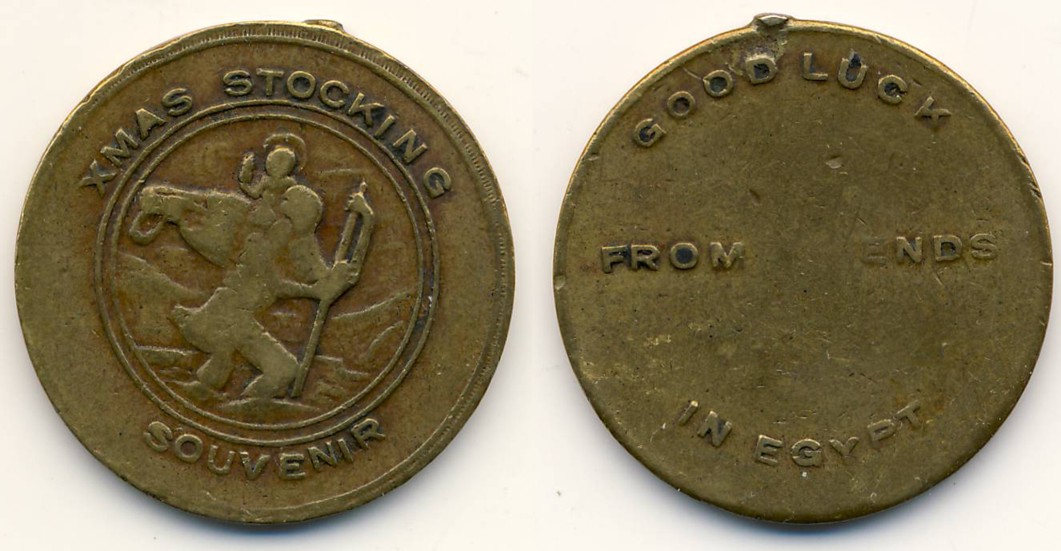 XMAS STOCKING
SOUVENIR
GOOD LUCK
FROM ENDS
IN EGYPT